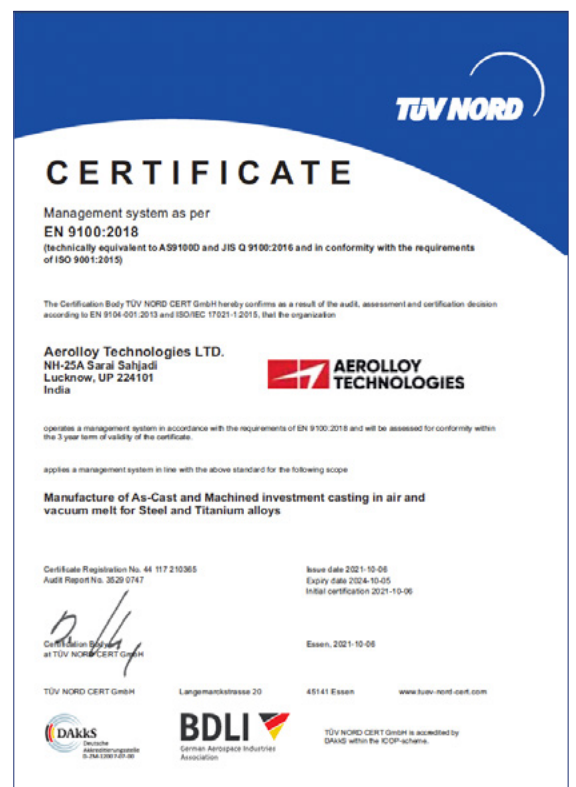 TÜV NORD
CERTIFICATE
Management system as per
EN 9100:2018
(technically equivalent to AS9100D and JIS Q 9100:2016 and in conformity with the requirements
of ISO 9001:2015)
The Certification Body TÜV NORD CERT GmbH hereby confirms as a result of the audit, assessment and certification decision
according to EN 9104-001:2013 and ISO/IEC 17021-1:2015, that the organization
Aerolloy Technologies LTD.
NH-25A Sarai Sahjadi
Lucknow, UP 224101
India
AEROLLOY
TECHNOLOGIES
operates a management system in accordance with the requirements of EN 9100:2018 and will be assessed for conformity within
the 3 year term of validity of the certificate.
applies a management system in line with the above standard for the following scope
Manufacture of As-Cast and Machined investment casting in air and
vacuum melt for Steel and Titanium alloys
Certificate Registration No. 44 117 210365
Audit Report No. 3529 0747
Issue date 2021-10-06
Expiry date 2024-10-05
Initial certification 2021-10-06
Certification Body
at TÜV NORD CERT GmbH
Essen, 2021-10-06
TÜV NORD CERT GmbH Langemarckstrasse 20 45141 Essen www.tuev-nord-cert.com
DAkkS
Deutsche
Akkreditierungsstelle
D-ZM-12007-07-00
BDLI
German Aerospace Industries
Association
TÜV NORD CERT GmbH is accredited by
DAkkS within the ICOP-scheme.